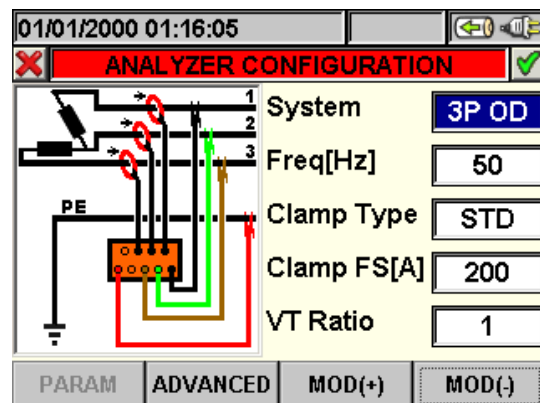 01/01/2000 01:16:05
ANALYZER CONFIGURATION
1
2
3
PE
System 3P OD
Freq[Hz] 50
Clamp Type STD
Clamp FS[A] 200
VT Ratio 1
PARAM ADVANCED MOD(+) MOD(-)